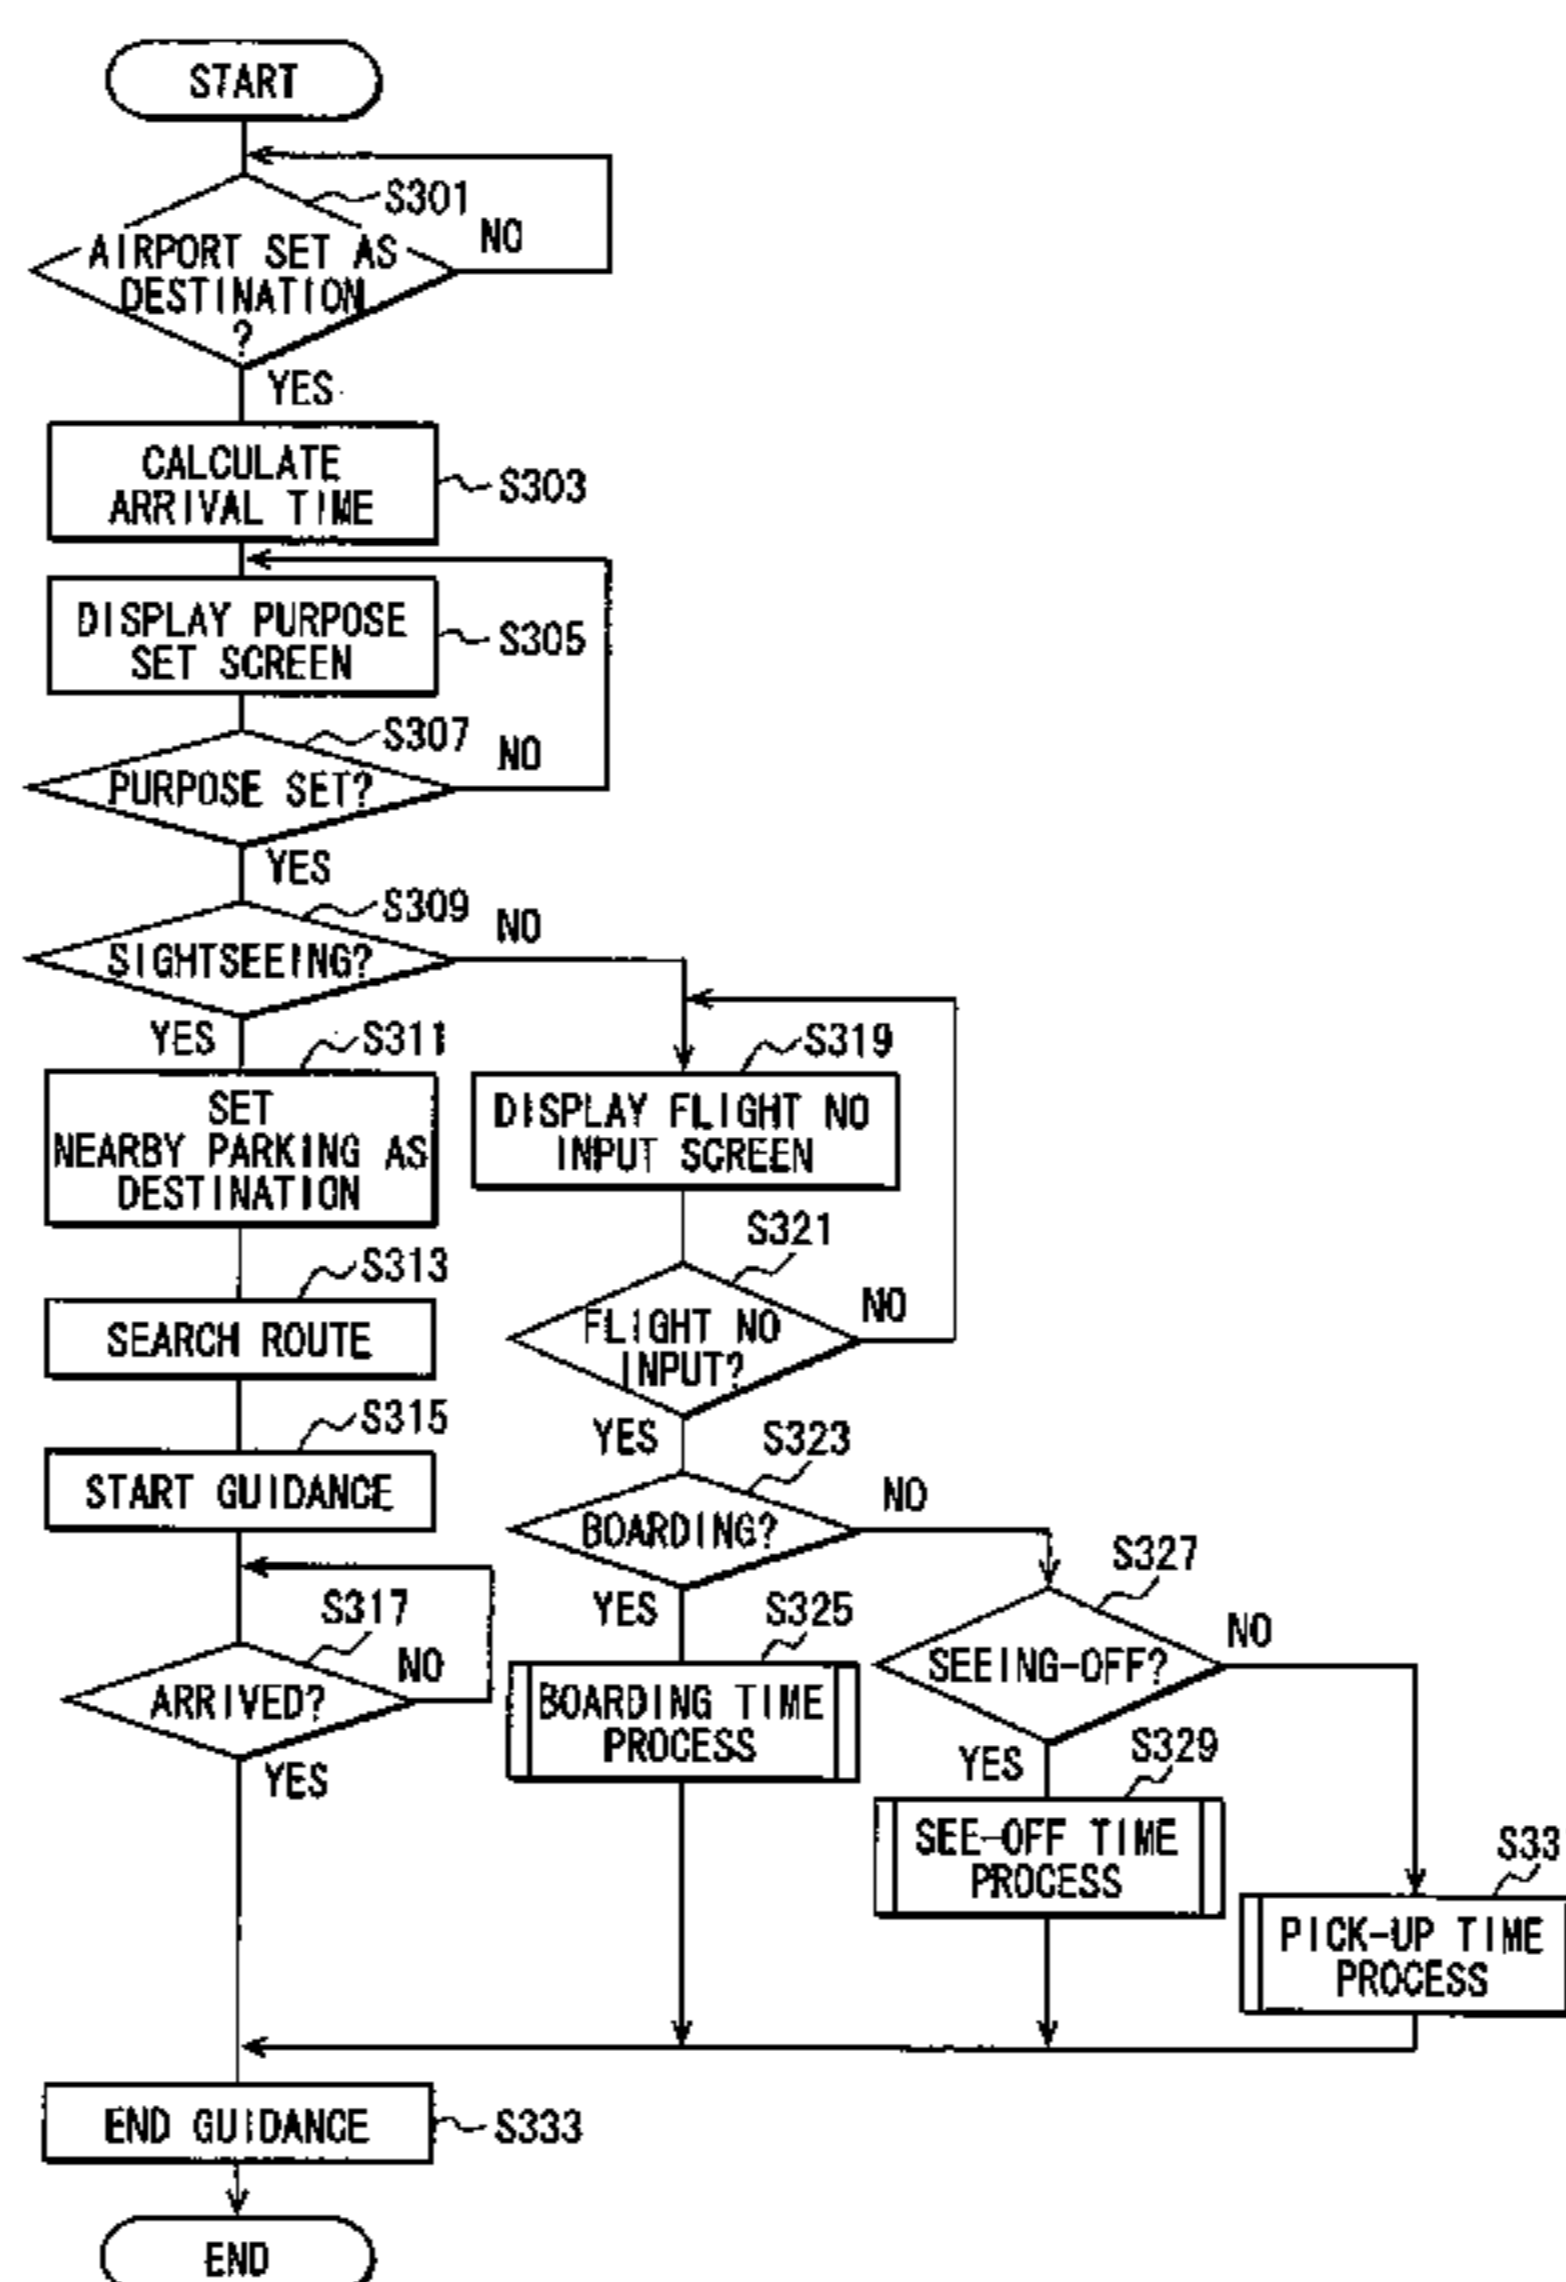 START
S301
AIRPORT SET AS
DESTINATION
?
NO
YES
CALCULATE
ARRIVAL TIME
S303
DISPLAY PURPOSE
SET SCREEN
S305
S307
PURPOSE SET?
NO
YES
S309
SIGHTSEEING?
NO
YES
S311
SET
NEARBY PARKING AS
DESTINATION
S313
SEARCH ROUTE
S315
START GUIDANCE
S317
ARRIVED?
NO
YES
S319
DISPLAY FLIGHT NO
INPUT SCREEN
S321
FLIGHT NO
INPUT?
NO
YES
S323
BOARDING?
NO
YES
S325
BOARDING TIME
PROCESS
S327
SEEING-OFF?
NO
YES
S329
SEE-OFF TIME
PROCESS
S33
PICK-UP TIME
PROCESS
END GUIDANCE
S333
END